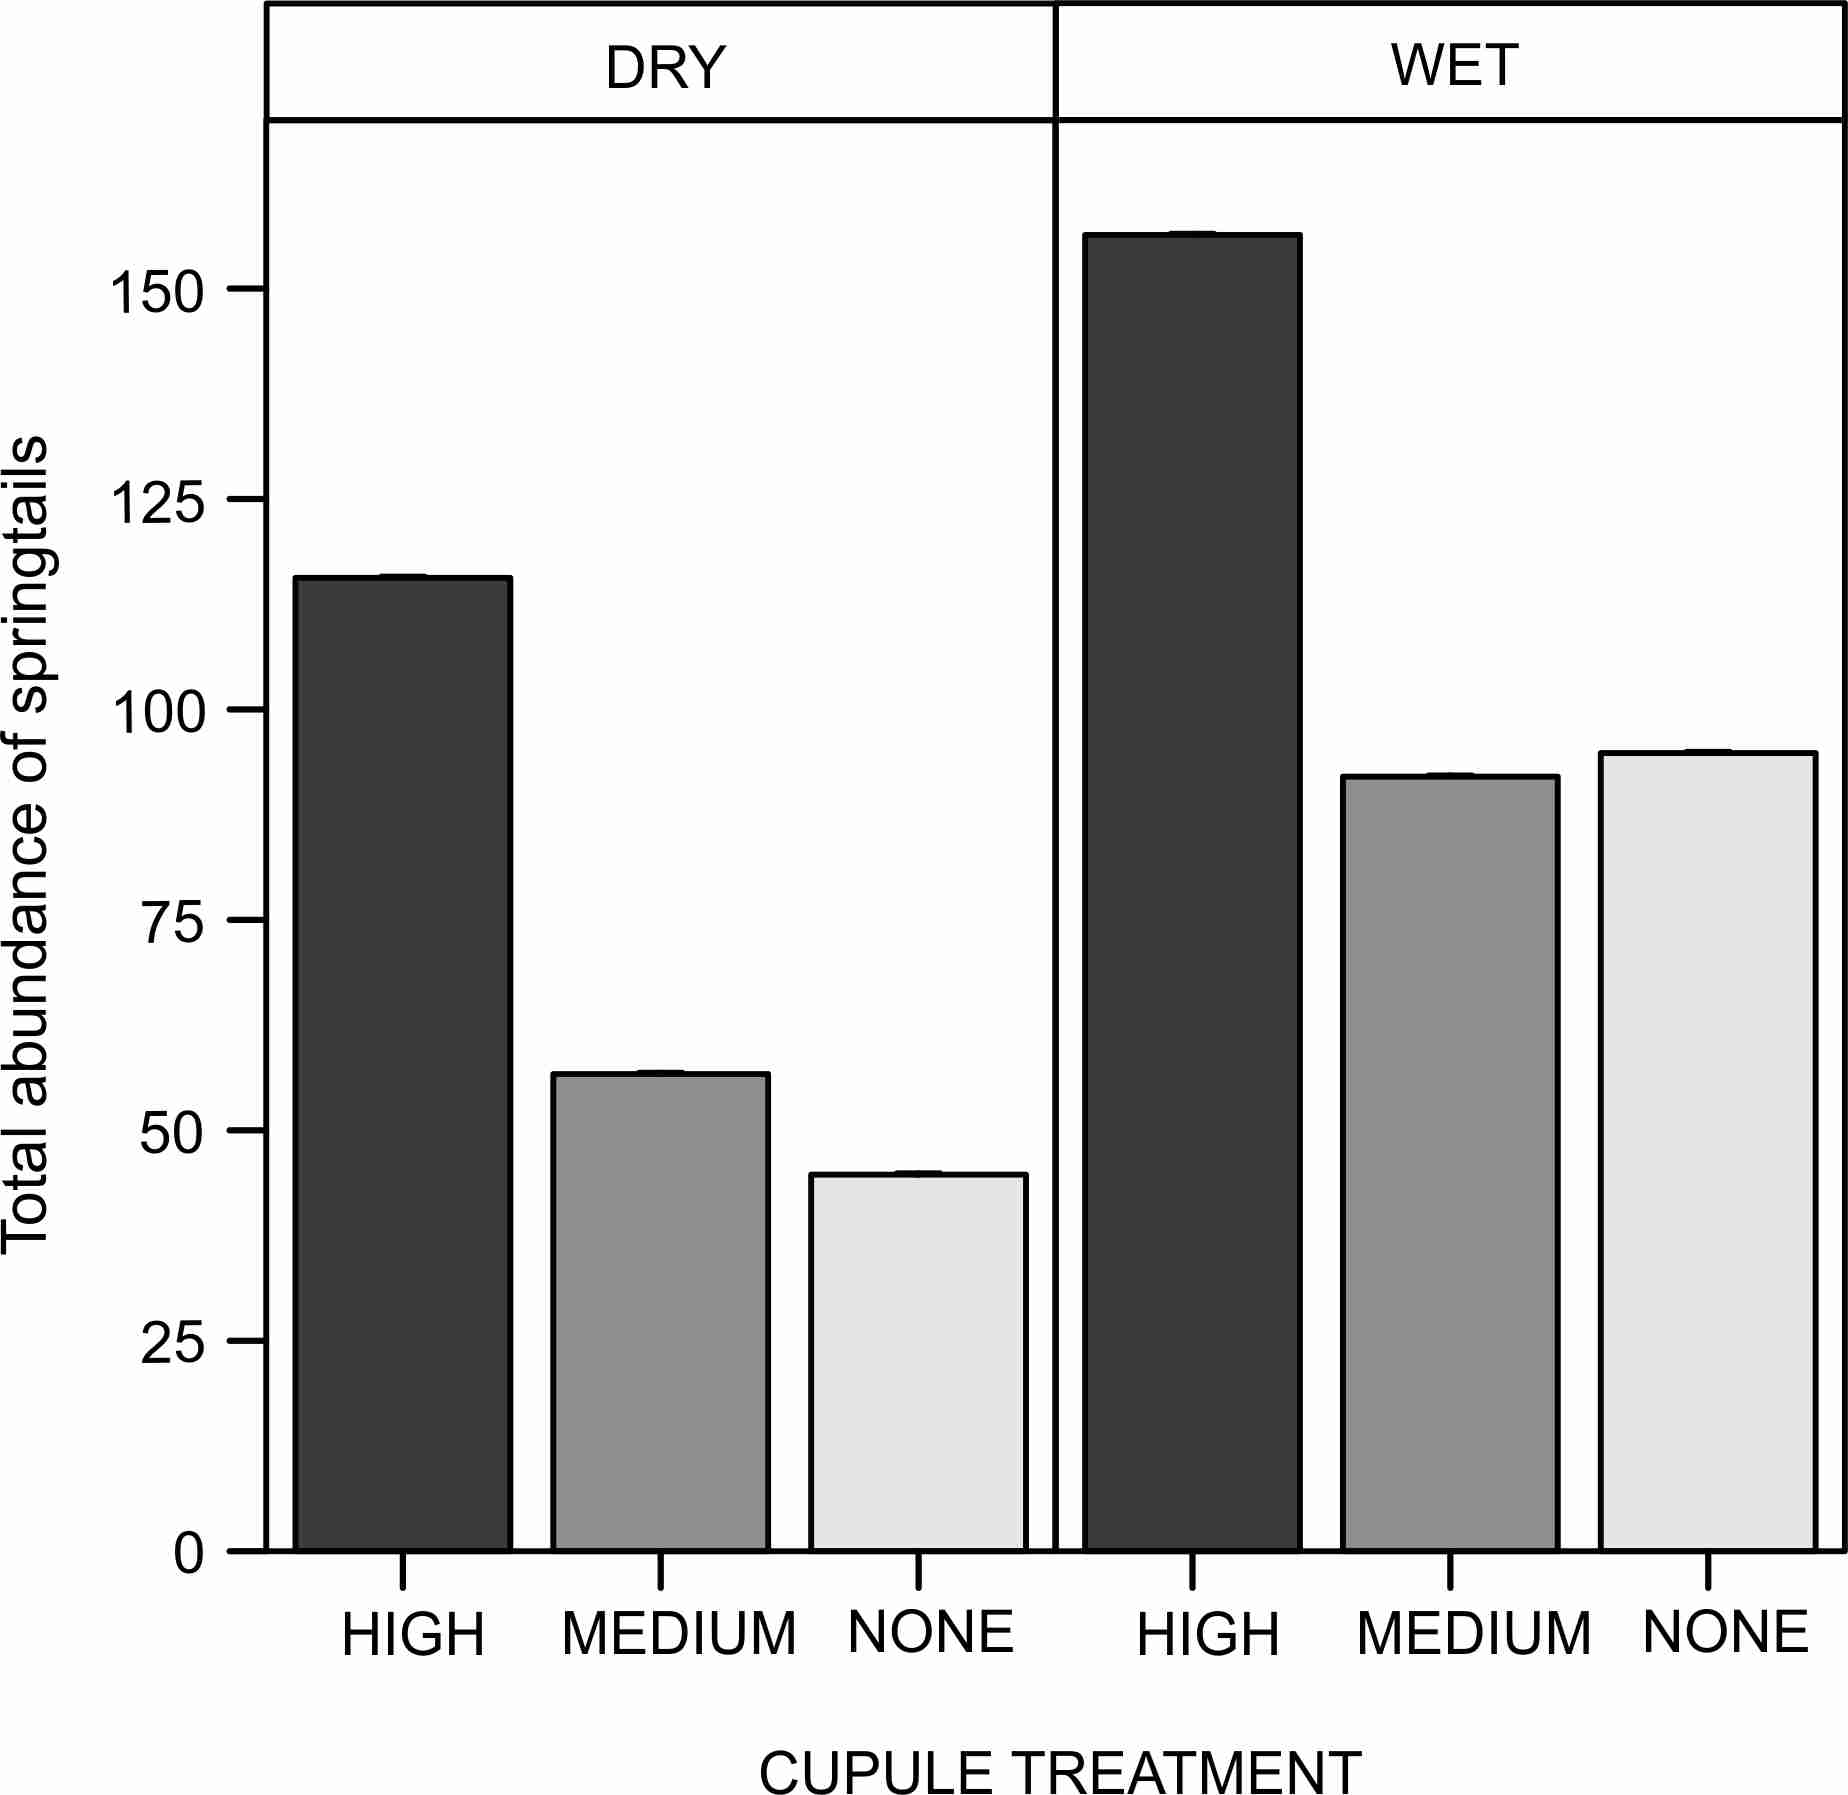 DRY
WET
150
125
100
75
50
25
0
Total abundance of springtails
HIGH
MEDIUM
NONE
HIGH
MEDIUM
NONE
CUPULE TREATMENT